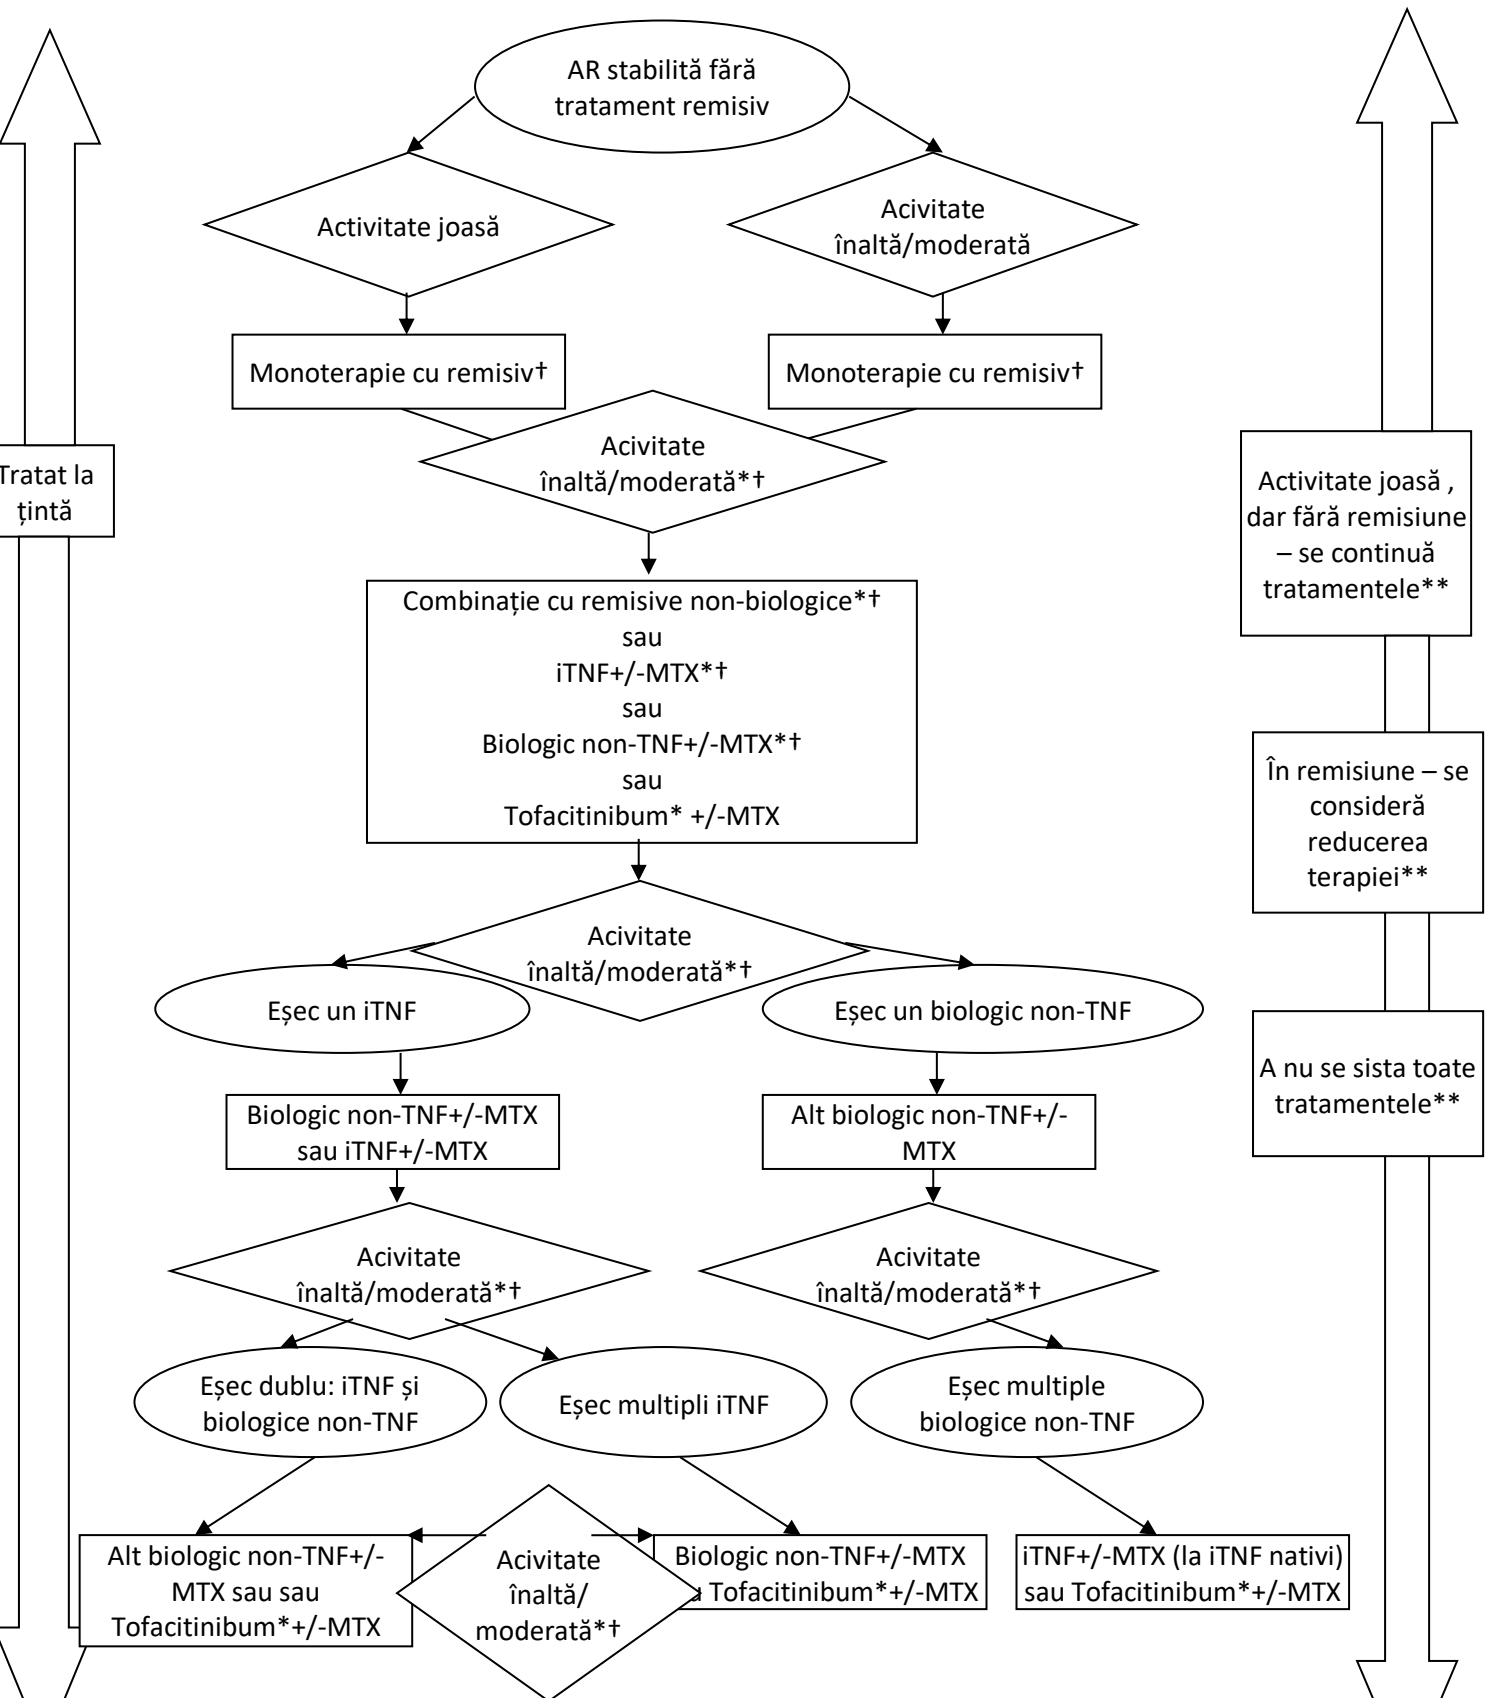 AR stabilită fără
tratament remisiv
Activitate joasă
Acivitate
înaltă/moderată
Monoterapie cu remisiv†
Monoterapie cu remisiv†
Acivitate
înaltă/moderată*†
Tratat la
țintă
Activitate joasă ,
dar fără remisiune
– se continuă
tratamentele**
Combinație cu remisive non-biologice*†
sau
iTNF+/-MTX*†
sau
Biologic non-TNF+/-MTX*†
sau
Tofacitinibum* +/-MTX
În remisiune – se
consideră
reducerea
terapiei**
Acivitate
înaltă/moderată*†
Eșec un iTNF
Eșec un biologic non-TNF
A nu se sista toate
tratamentele**
Biologic non-TNF+/-MTX
sau iTNF+/-MTX
Alt biologic non-TNF+/-
MTX
Acivitate
înaltă/moderată*†
Acivitate
înaltă/moderată*†
Eșec dublu: iTNF și
biologice non-TNF
Eșec multipli iTNF
Eșec multiple
biologice non-TNF
Alt biologic non-TNF+/-
MTX sau sau
Tofacitinibum*+/-MTX
Acivitate
înaltă/
moderată*†
Biologic non-TNF+/-MTX
Tofacitinibum*+/-MTX
iTNF+/-MTX (la iTNF nativi)
sau Tofacitinibum*+/-MTX